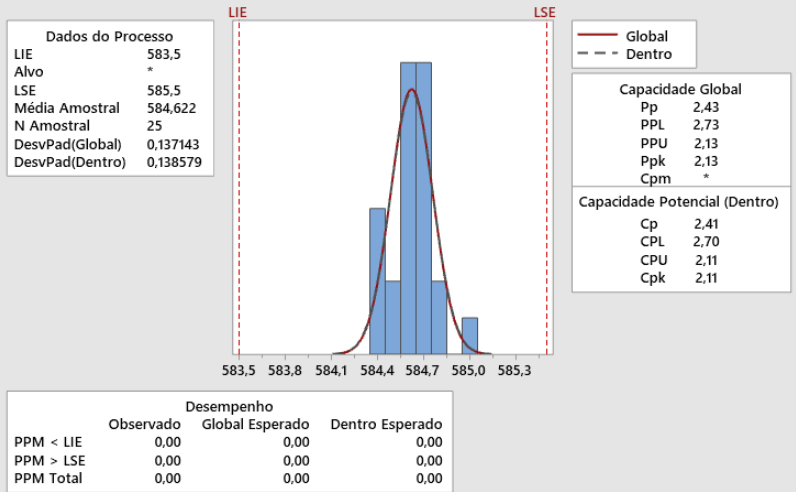 LIE LSE
Dados do Processo
LIE 583,5
Alvo *
LSE 585,5
Média Amostral 584,622
N Amostral 25
DesvPad(Global) 0,137143
DesvPad(Dentro) 0,138579
Global
Dentro
Capacidade Global
Pp 2,43
PPL 2,73
PPU 2,13
Ppk 2,13
Cpm *
Capacidade Potencial (Dentro)
Cp 2,41
CPL 2,70
CPU 2,11
Cpk 2,11
583,5 583,8 584,1 584,4 584,7 585,0 585,3
Desempenho
Observado Global Esperado Dentro Esperado
PPM < LIE 0,00 0,00 0,00
PPM > LSE 0,00 0,00 0,00
PPM Total 0,00 0,00 0,00